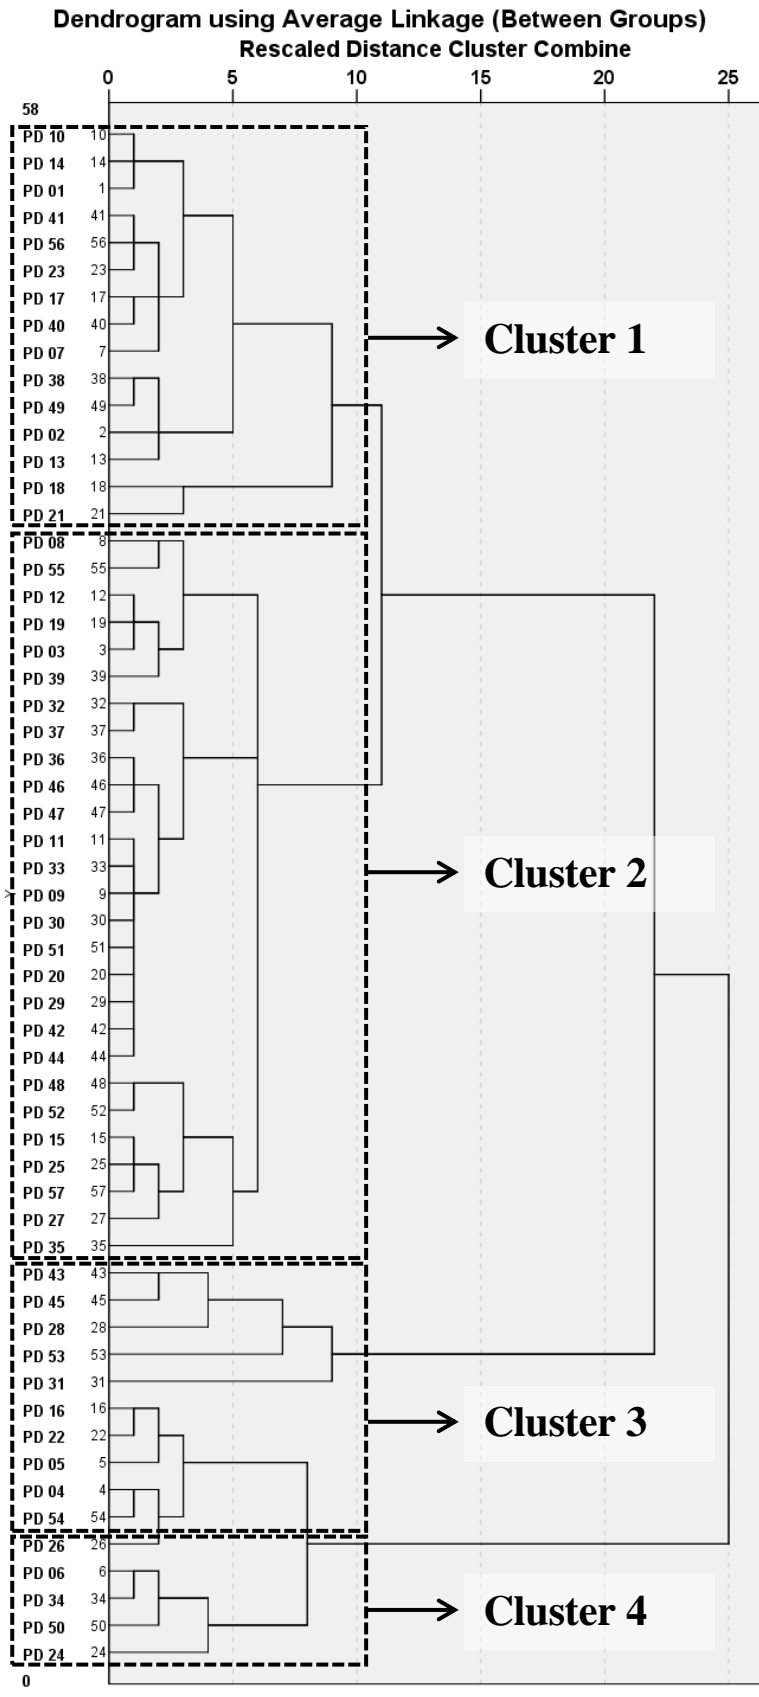 Dendrogram using Average Linkage (Between Groups)
Rescaled Distance Cluster Combine
0 5 10 15 20 25
58
PD 10 10
PD 14 14
PD 01 1
PD 41 41
PD 56 56
PD 23 23
PD 17 17
PD 40 40
Cluster 1
PD 07 7
PD 38 38
PD 49 49
PD 02 2
PD 13 13
PD 18 18
PD 21 21
PD 08 8
PD 55 55
PD 12 12
PD 19 19
PD 03 3
PD 39 39
PD 32 32
PD 37 37
PD 36 36
PD 46 46
PD 47 47
PD 11 11
PD 33 33
Cluster 2
Y
PD 09 9
PD 30 30
PD 51 51
PD 20 20
PD 29 29
PD 42 42
PD 44 44
PD 48 48
PD 52 52
PD 15 15
PD 25 25
PD 57 57
PD 27 27
PD 35 35
PD 43 43
PD 45 45
PD 28 28
PD 53 53
PD 31 31
PD 16 16
Cluster 3
PD 22 22
PD 05 5
PD 04 4
PD 54 54
PD 26 26
PD 06 6
PD 34 34
Cluster 4
PD 50 50
PD 24 24
0